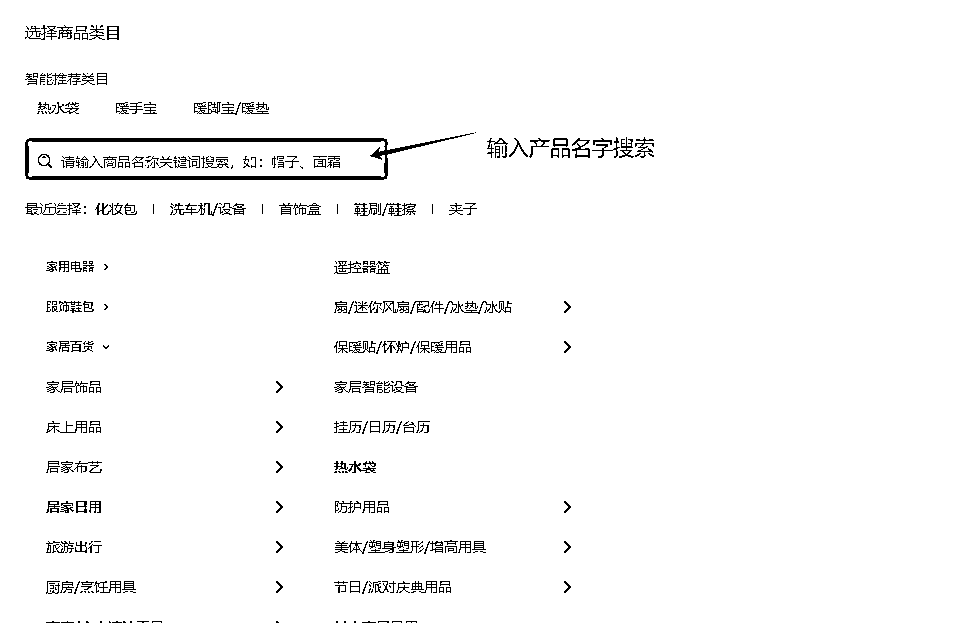 选择商品类目
智能推荐类目
热水袋 暖手宝 暖脚宝/暖垫
请输入商品名称关键词搜索，如：帽子、面霜
输入产品名字搜索
最近选择：化妆包 | 洗车机/设备 | 首饰盒 | 鞋刷/鞋擦 | 夹子
家用电器 > 遥控器篮
服饰鞋包 > 扇/迷你风扇/配件/冰垫/冰贴 >
家居百货 保暖贴/怀炉/保暖用品 >
家居饰品 > 家居智能设备
床上用品 > 挂历/日历/台历
居家布艺 > 热水袋
居家日用 > 防护用品 >
旅游出行 > 美体/塑身塑形/增高用具 >
厨房/烹饪用具 > 节日/派对庆典用品 >